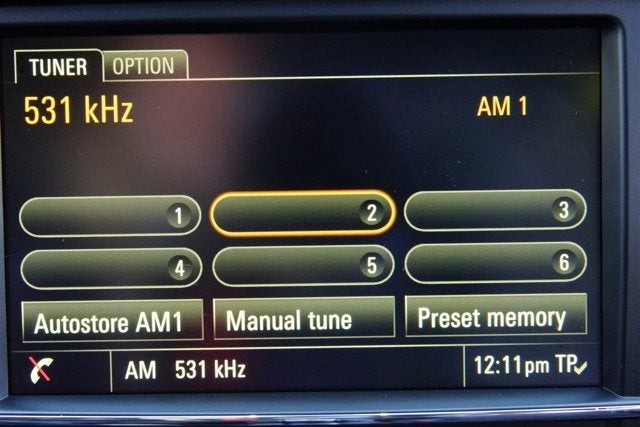 TUNER OPTION
531 kHz AM 1
1 2 3
4 5 6
Autostore AM1 Manual tune Preset memory
AM 531 kHz 12:11pm TP